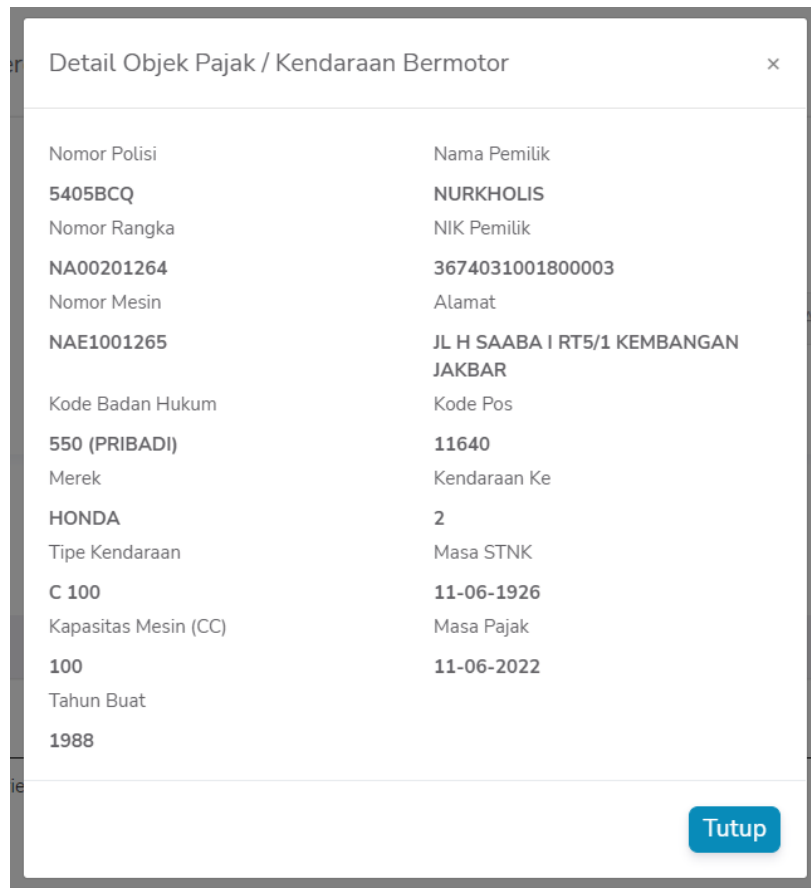 Detail Objek Pajak / Kendaraan Bermotor ×
Nomor Polisi
5405BCQ
Nomor Rangka
NA00201264
Nomor Mesin
NAE1001265
Kode Badan Hukum
550 (PRIBADI)
Merek
HONDA
Tipe Kendaraan
C 100
Kapasitas Mesin (CC)
100
Tahun Buat
1988
Nama Pemilik
NURKHOLIS
NIK Pemilik
3674031001800003
Alamat
JL H SAABA I RT5/1 KEMBANGAN
JAKBAR
Kode Pos
11640
Kendaraan Ke
2
Masa STNK
11-06-1926
Masa Pajak
11-06-2022
Tutup